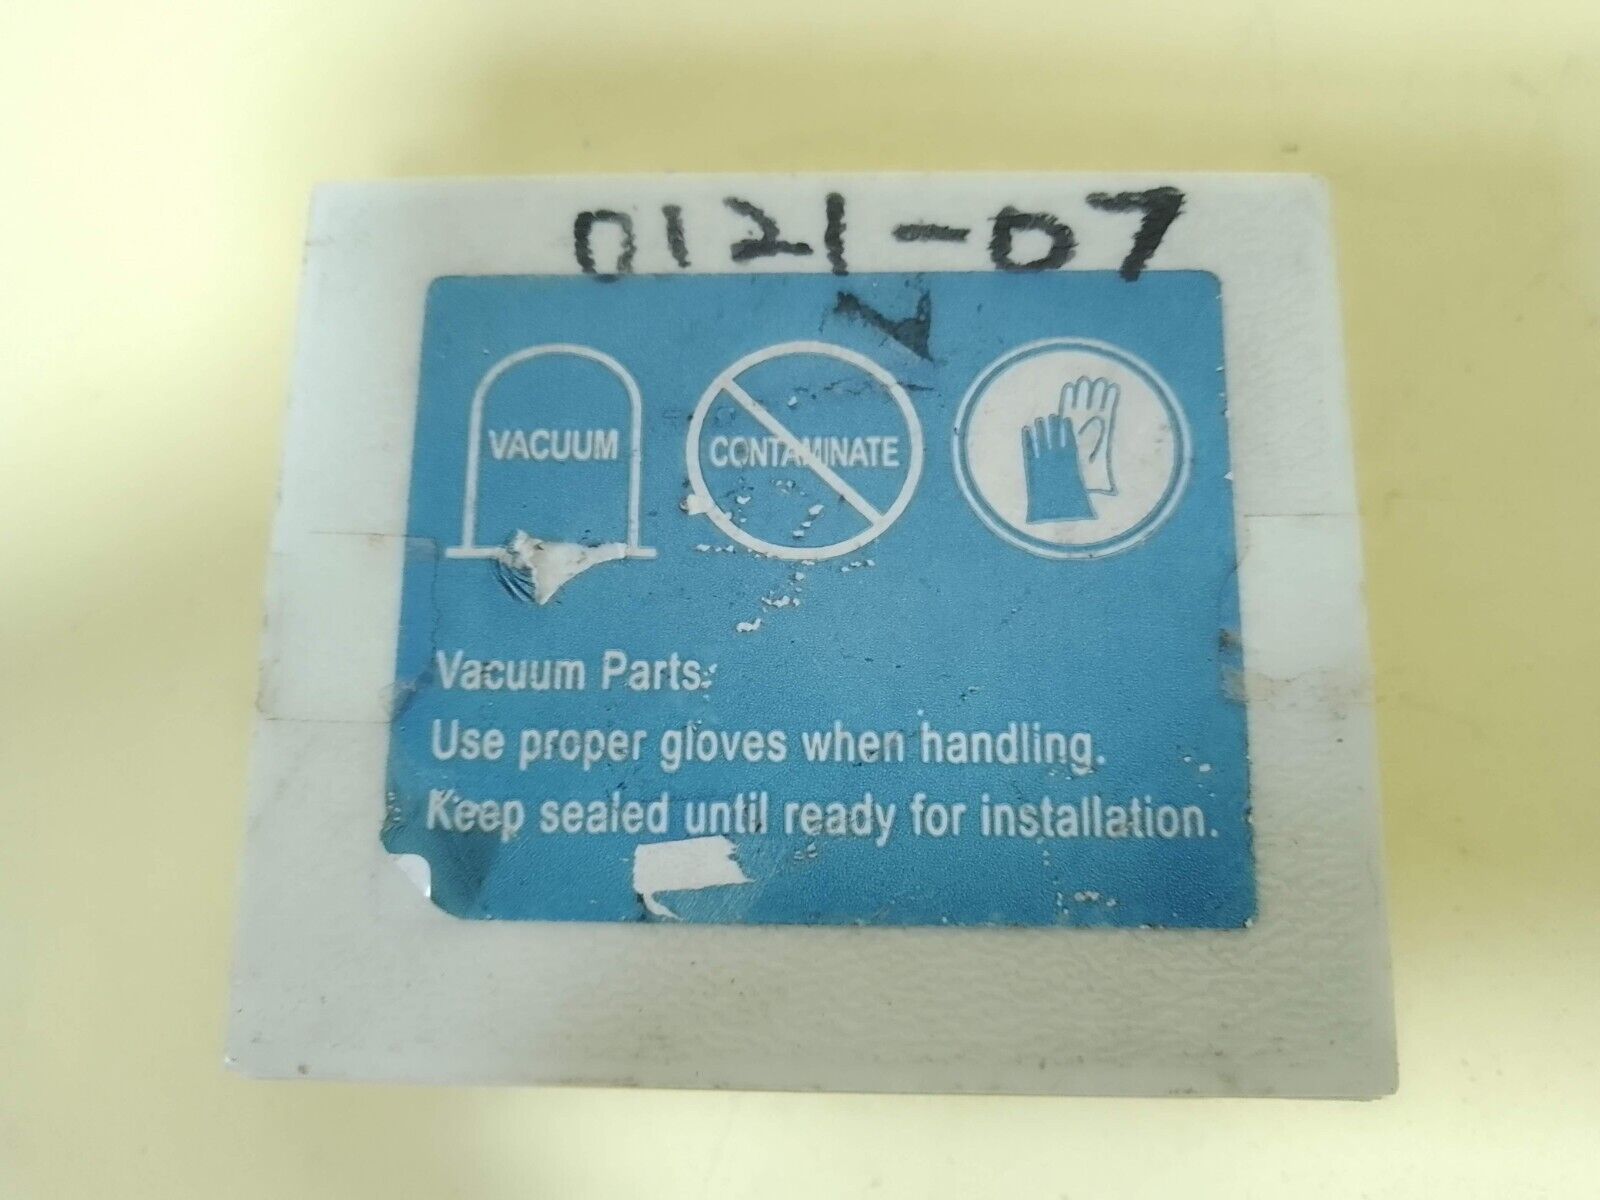 0121-07
VACUUM
CONTAMINATE
Vacuum Parts:
Use proper gloves when handling.
Keep sealed until ready for installation.